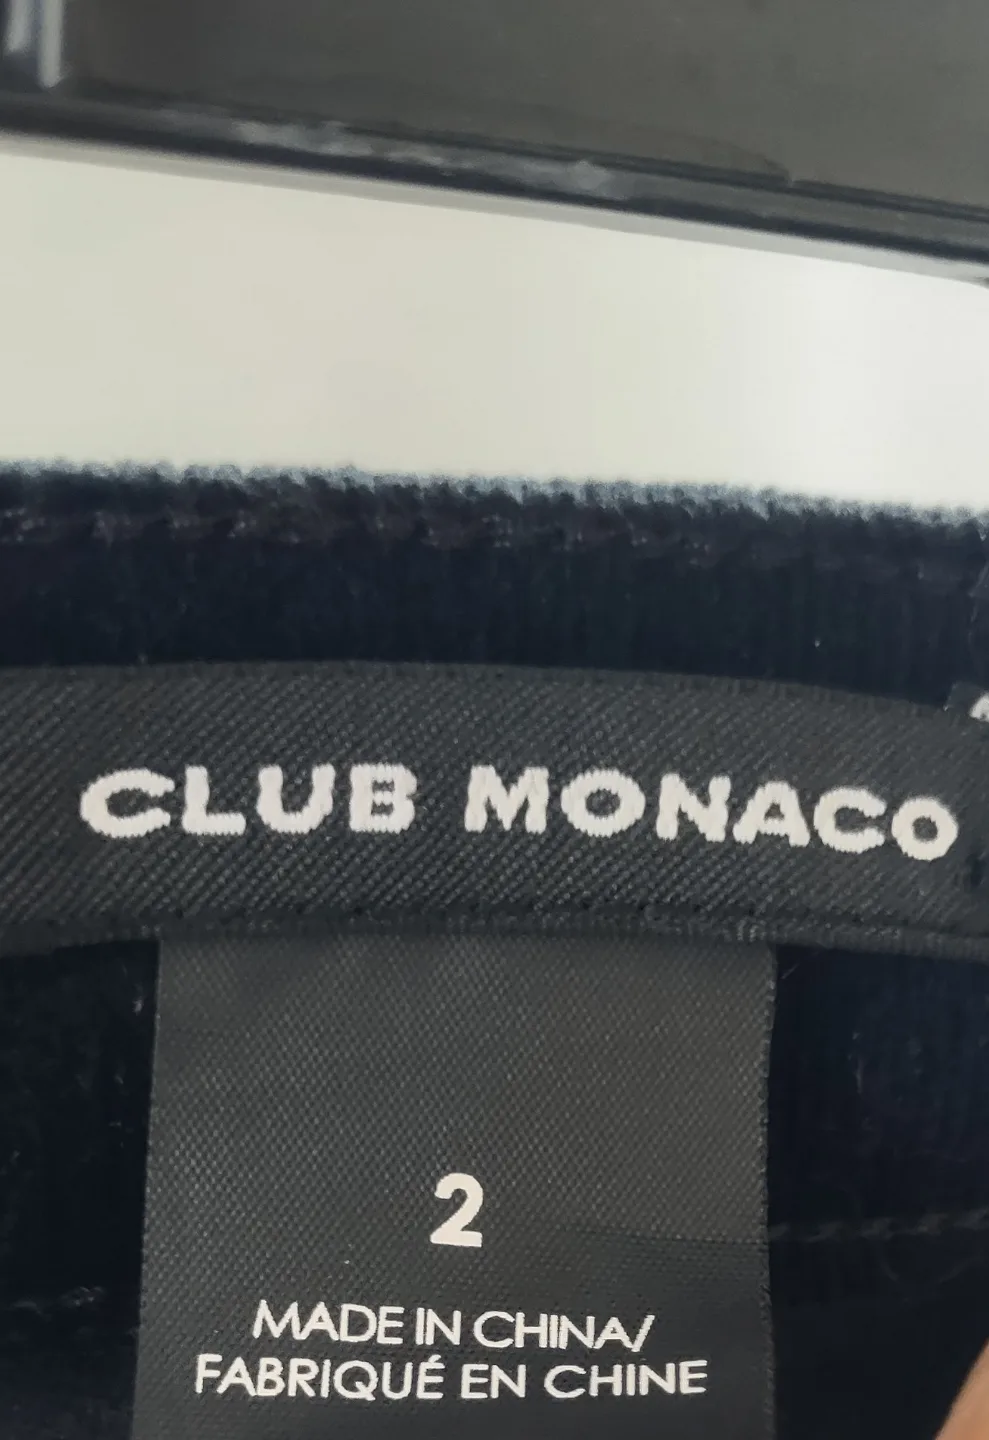 CLUB MONACO
2
MADE IN CHINA/
FABRIQUÉ EN CHINE